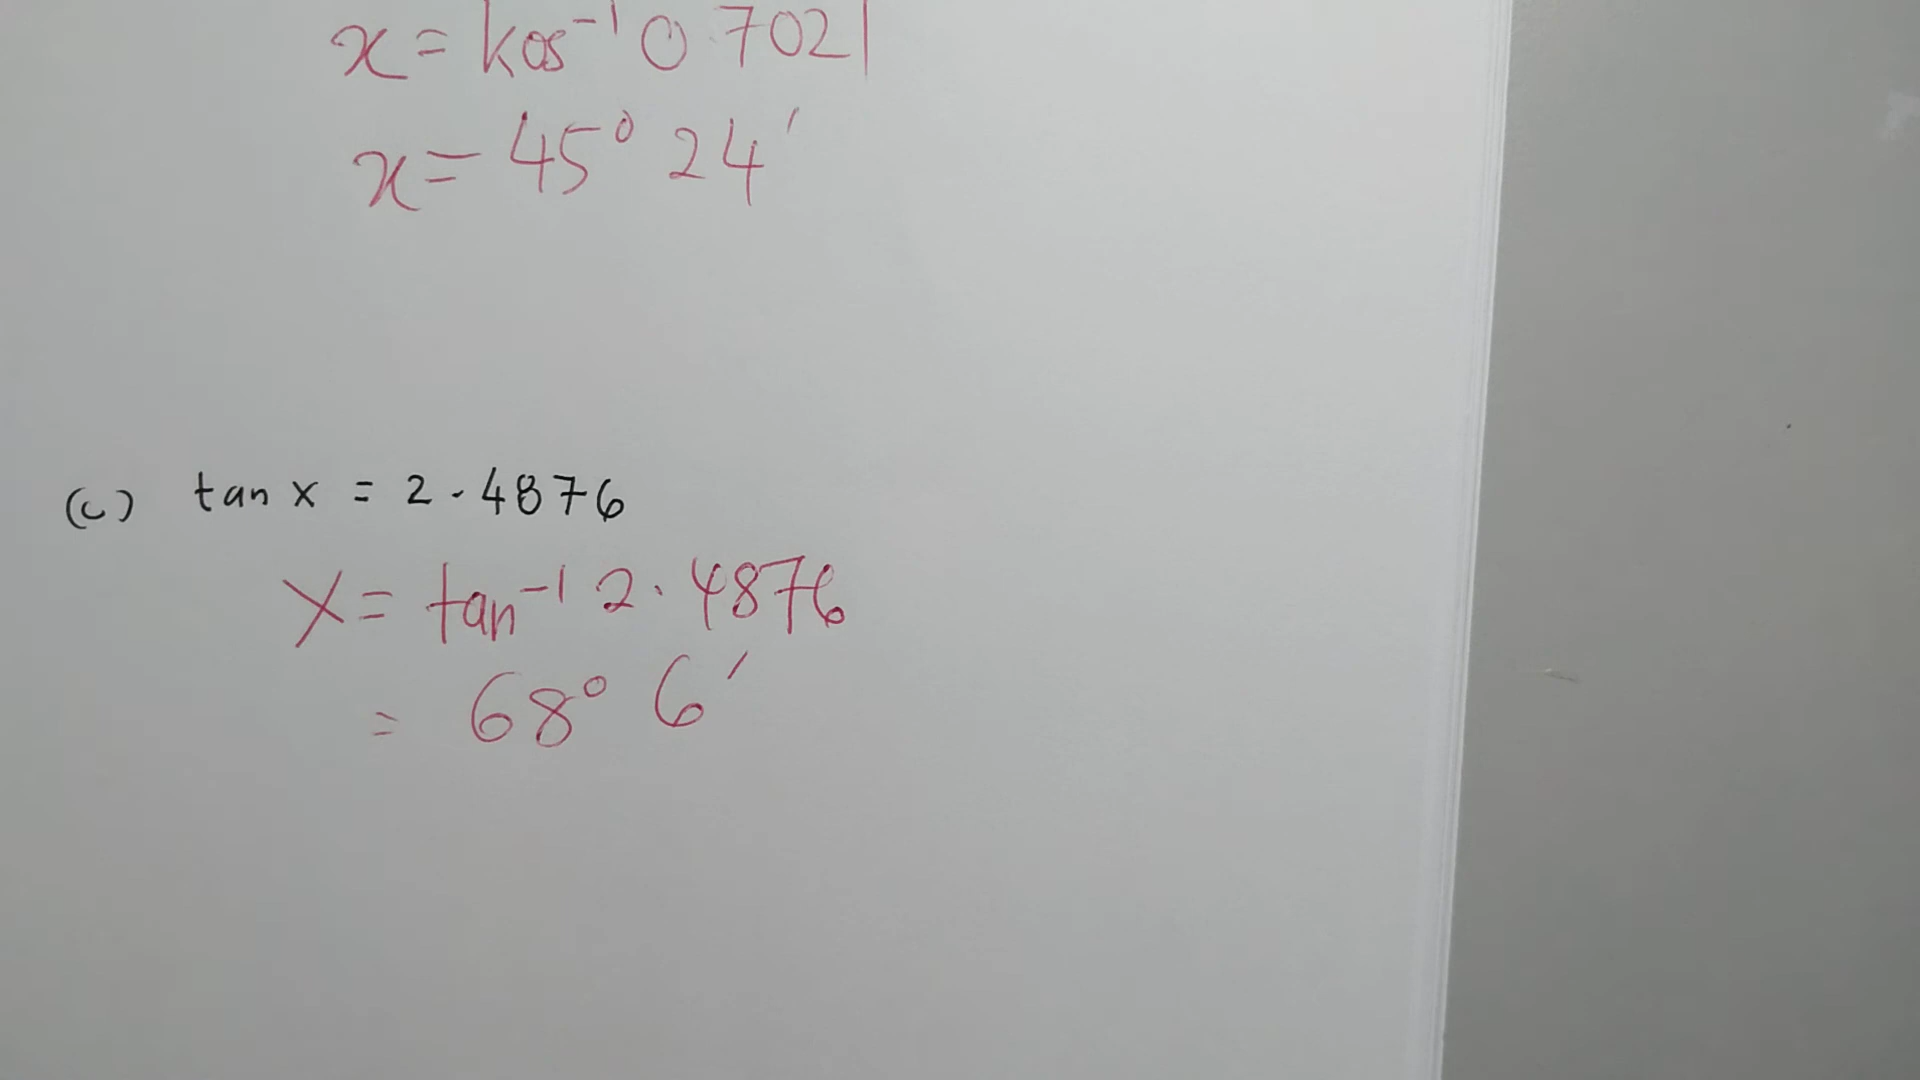 x = kos⁻¹ 0.7021
x = 45° 24'
(c) tan x = 2.4876
x = tan⁻¹ 2.4876
= 68° 6'